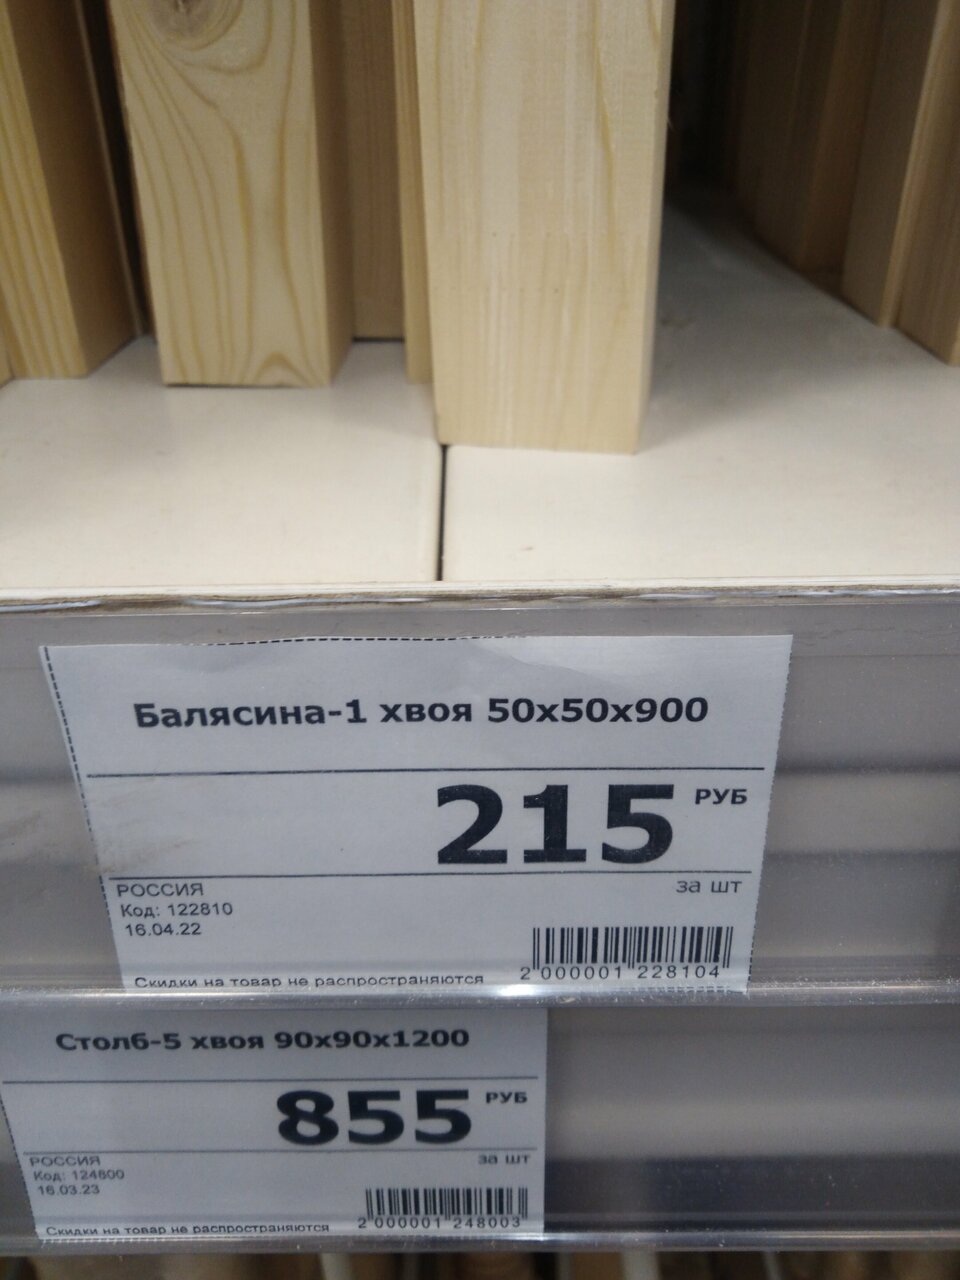 Балясина-1 хвоя 50х50х900
215 РУБ
за шт
РОССИЯ
Код: 122810
16.04.22
2 000001 228104
Скидки на товар не распространяются
Столб-5 хвоя 90х90х1200
855 РУБ
за шт
РОССИЯ
Код: 124800
16.03.23
2 000001 248003
Скидки на товар не распространяются